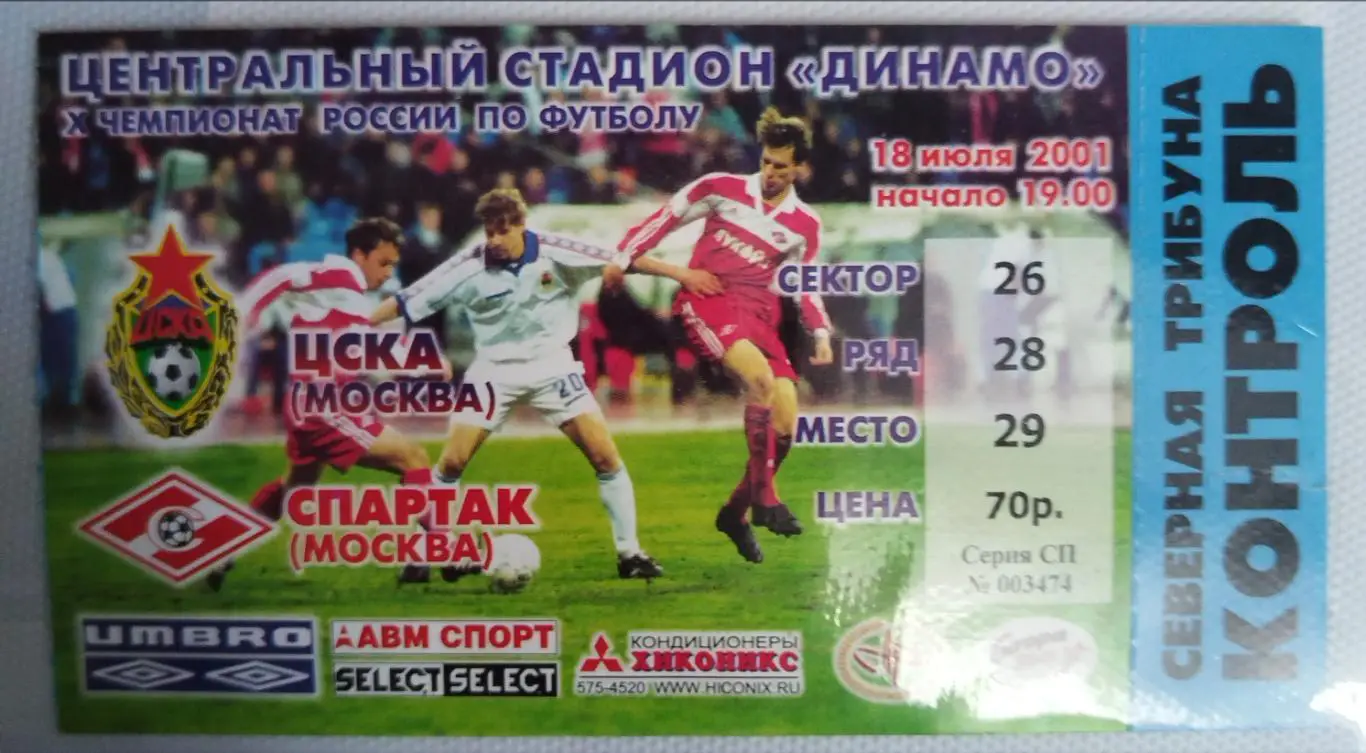 ЦЕНТРАЛЬНЫЙ СТАДИОН «ДИНАМО»
X ЧЕМПИОНАТ РОССИИ ПО ФУТБОЛУ
18 июля 2001
начало 19.00
ЦСКА
ЦСКА
(МОСКВА)
СПАРТАК
(МОСКВА)
СЕКТОР 26
РЯД 28
МЕСТО 29
ЦЕНА 70р.
Серия СП
№ 003474
20
umbro
АВМ СПОРТ
SELECT SELECT
КОНДИЦИОНЕРЫ
ХИКОНИКС
575-4520 WWW.HICONIX.RU
СЕВЕРНАЯ ТРИБУНА
КОНТРОЛЬ